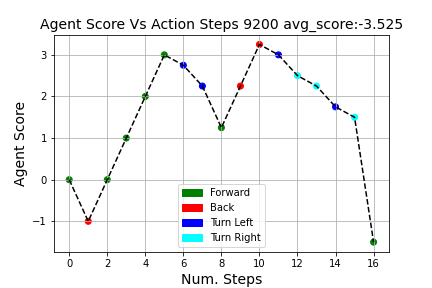 Agent Score Vs Action Steps 9200 avg_score:-3.525
Agent Score
3
2
1
0
−1
Forward
Back
Turn Left
Turn Right
0 2 4 6 8 10 12 14 16
Num. Steps